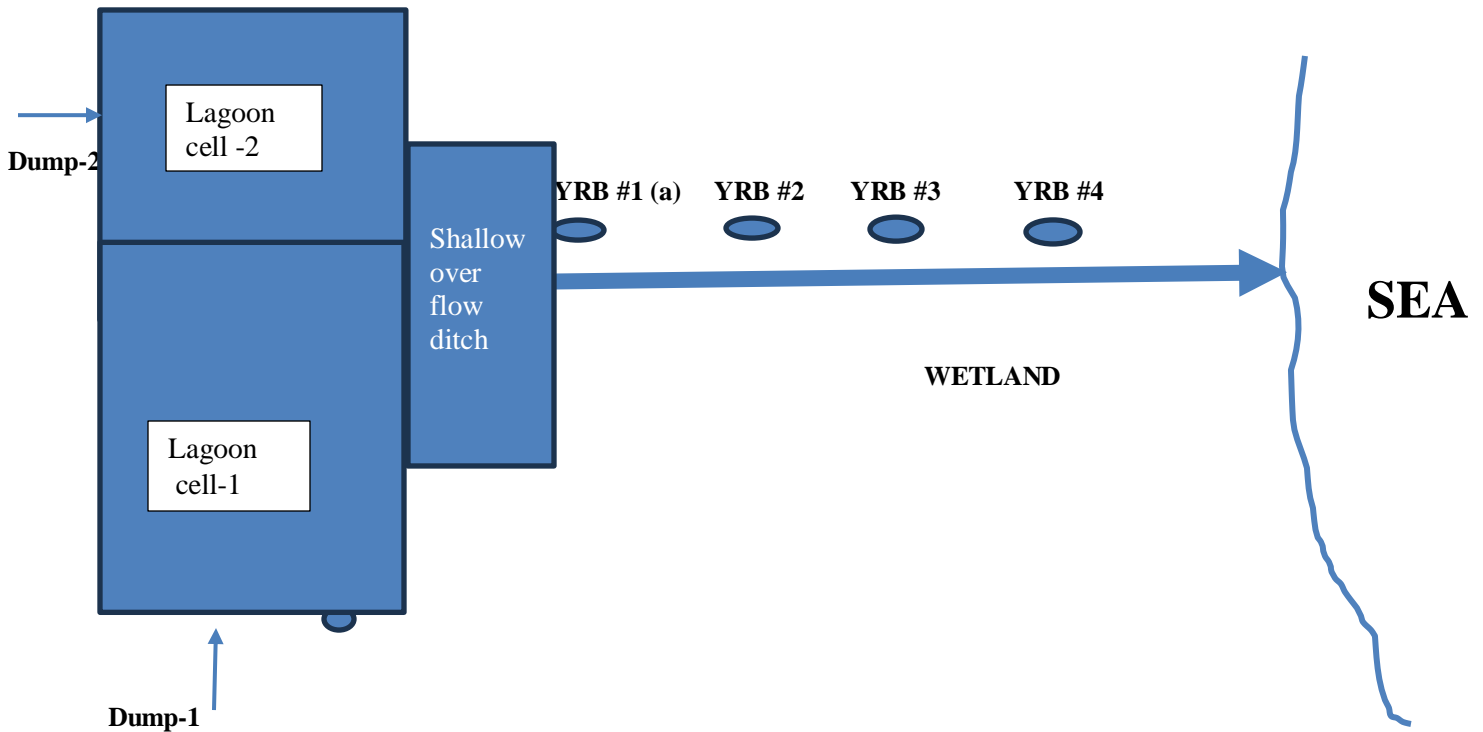 Lagoon
cell -2
Dump-2
YRB #1 (a)
YRB #2
YRB #3
YRB #4
Shallow
over
flow
ditch
SEA
WETLAND
Lagoon
cell-1
Dump-1